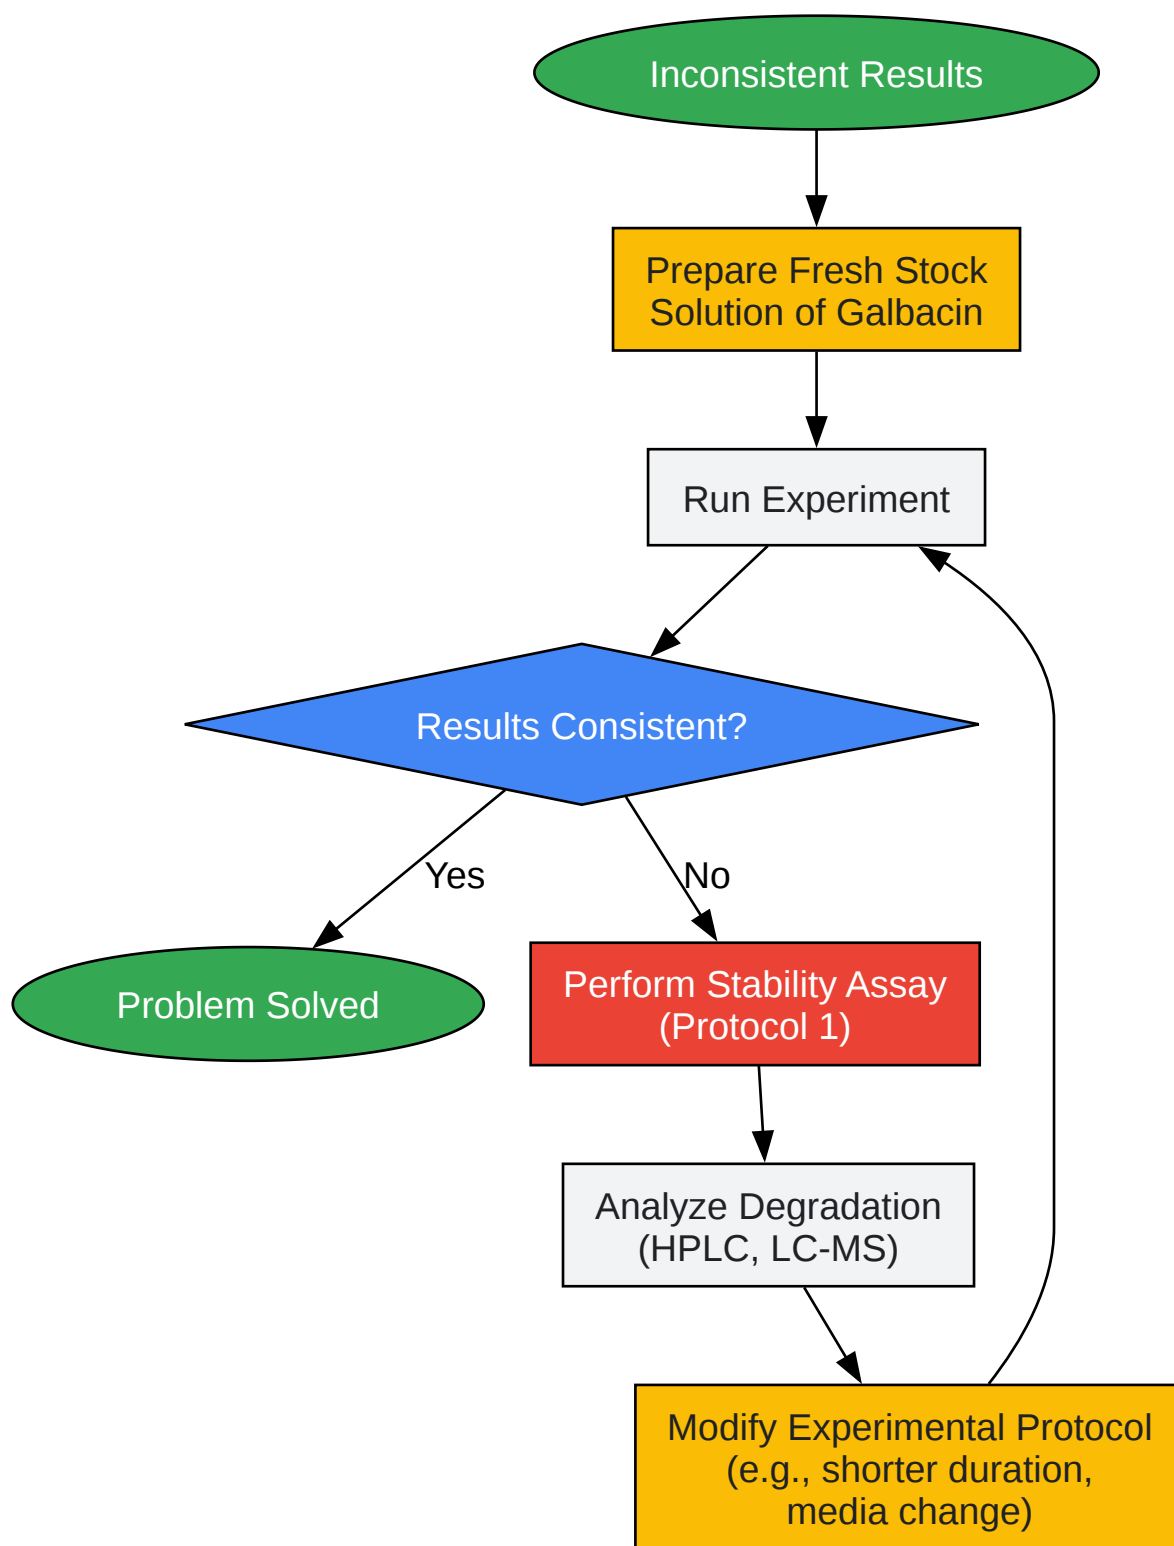 Inconsistent Results
Prepare Fresh Stock
Solution of Galbacin
Run Experiment
Results Consistent?
Yes
No
Problem Solved
Perform Stability Assay
(Protocol 1)
Analyze Degradation
(HPLC, LC-MS)
Modify Experimental Protocol
(e.g., shorter duration,
media change)